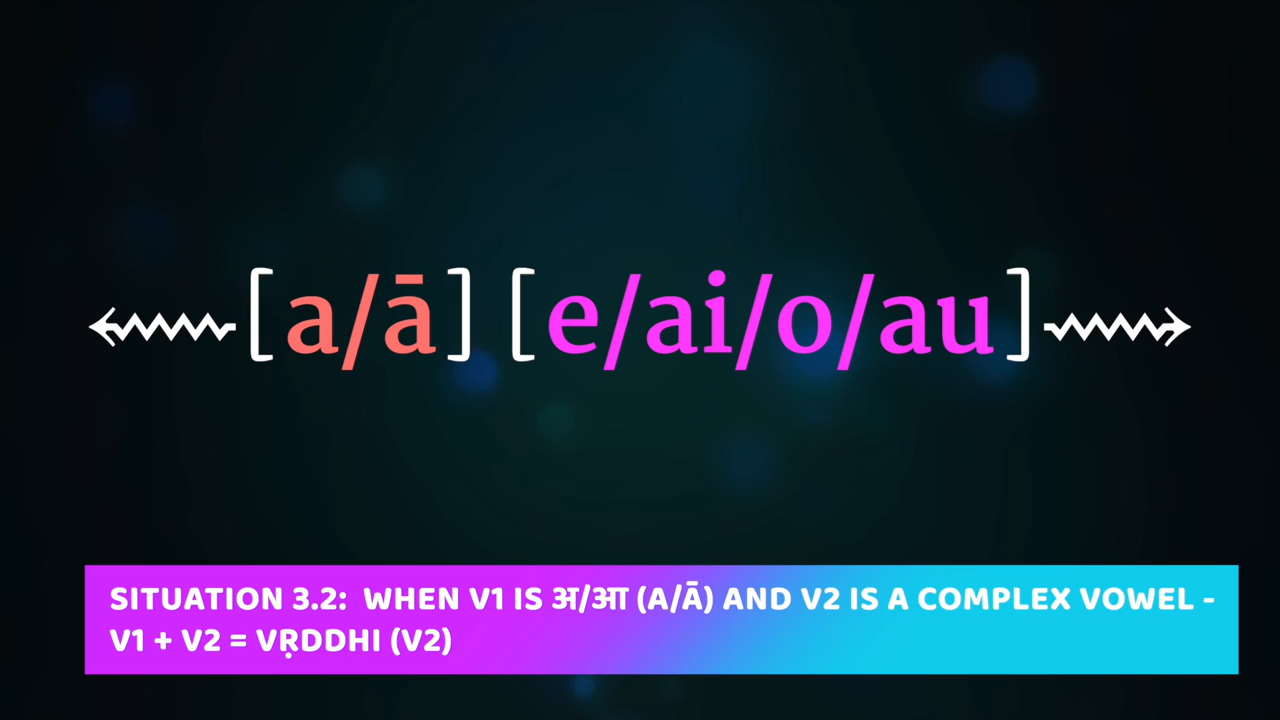 [a/ā] [e/ai/o/au]
SITUATION 3.2: WHEN V1 IS अ/आ (A/Ā) AND V2 IS A COMPLEX VOWEL -
V1 + V2 = VṚDDHI (V2)